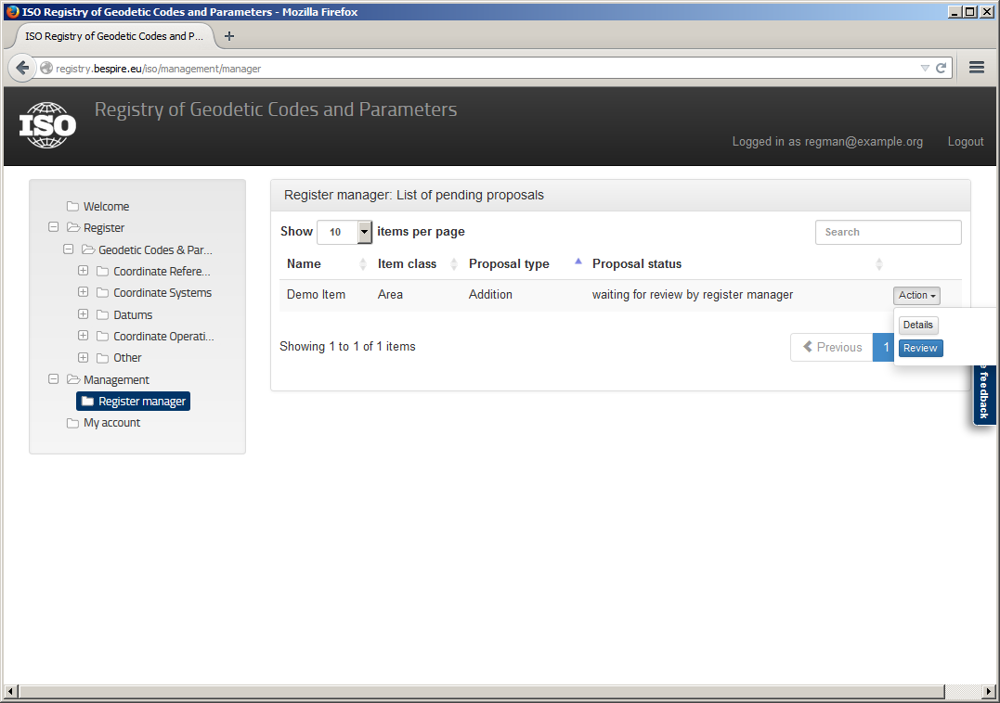 ISO Registry of Geodetic Codes and Parameters - Mozilla Firefox
ISO Registry of Geodetic Codes and P...
registry.bespire.eu/iso/management/manager
ISO
Registry of Geodetic Codes and Parameters
Logged in as regman@example.org Logout
Welcome
Register
Geodetic Codes & Par...
Coordinate Refere...
Coordinate Systems
Datums
Coordinate Operati...
Other
Management
Register manager
My account
Register manager: List of pending proposals
Show 10 items per page Search
Name Item class Proposal type Proposal status
Demo Item Area Addition waiting for review by register manager Action
Details
Review
Showing 1 to 1 of 1 items Previous 1
feedback